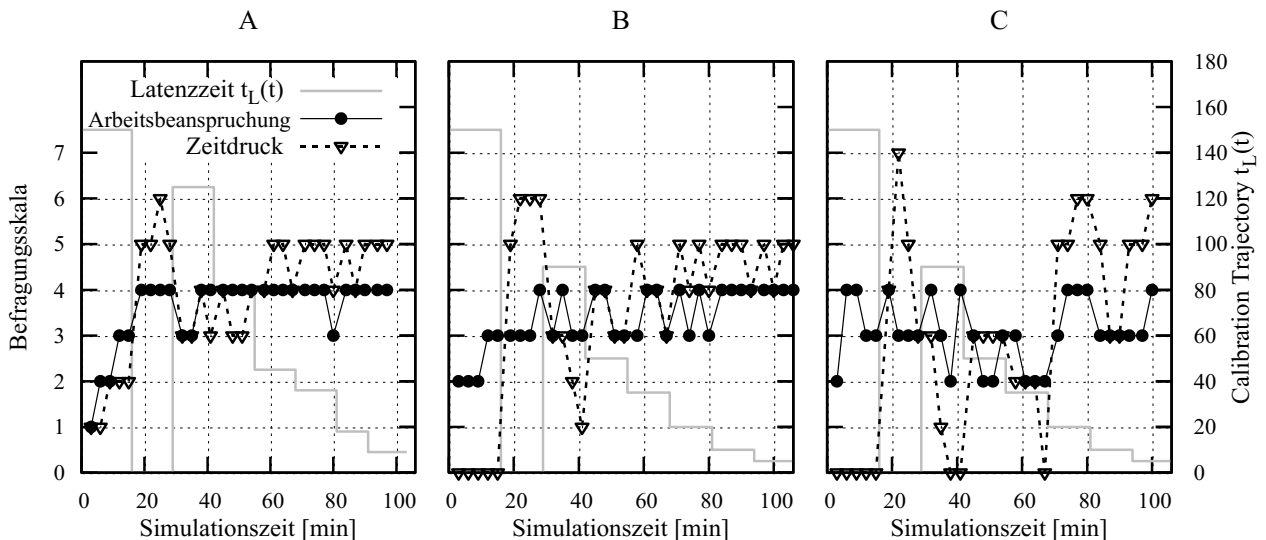 A B C
Latenzzeit t_L(t)
Arbeitsbeanspruchung
Zeitdruck
Befragungsskala
7
6
5
4
3
2
1
0
180
160
140
120
100
80
60
40
20
0
Calibration Trajectory t_L(t)
0 20 40 60 80 100 0 20 40 60 80 100 0 20 40 60 80 100
Simulationszeit [min] Simulationszeit [min] Simulationszeit [min]